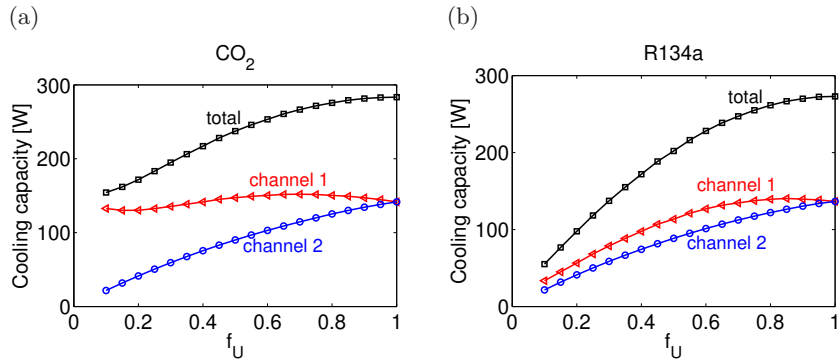 (a)
CO2
Cooling capacity [W]
300
200
100
0
total
channel 1
channel 2
0 0.2 0.4 0.6 0.8 1
f_U
(b)
R134a
Cooling capacity [W]
300
200
100
0
total
channel 1
channel 2
0 0.2 0.4 0.6 0.8 1
f_U